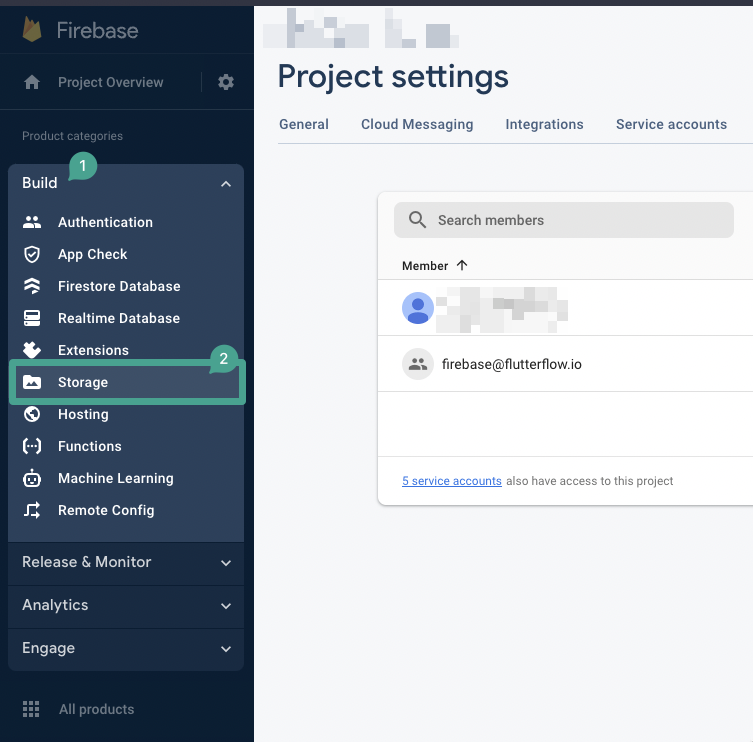 Firebase
Project Overview
Product categories
1
Build
Authentication
App Check
Firestore Database
Realtime Database
Extensions
2
Storage
Hosting
Functions
Machine Learning
Remote Config
Release & Monitor
Analytics
Engage
All products
Project settings
General Cloud Messaging Integrations Service accounts
Search members
Member
firebase@flutterflow.io
5 service accounts also have access to this project